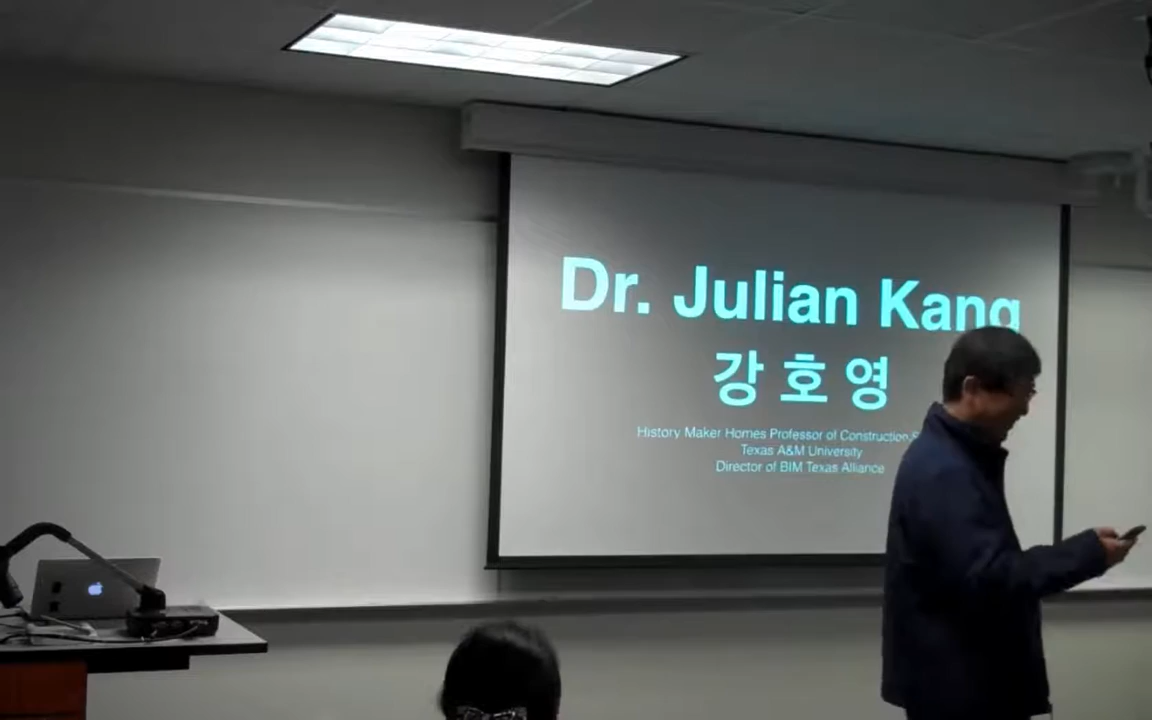 Dr. Julian Kang
강호영
History Maker Homes Professor of Construction
Texas A&M University
Director of BIM Texas Alliance